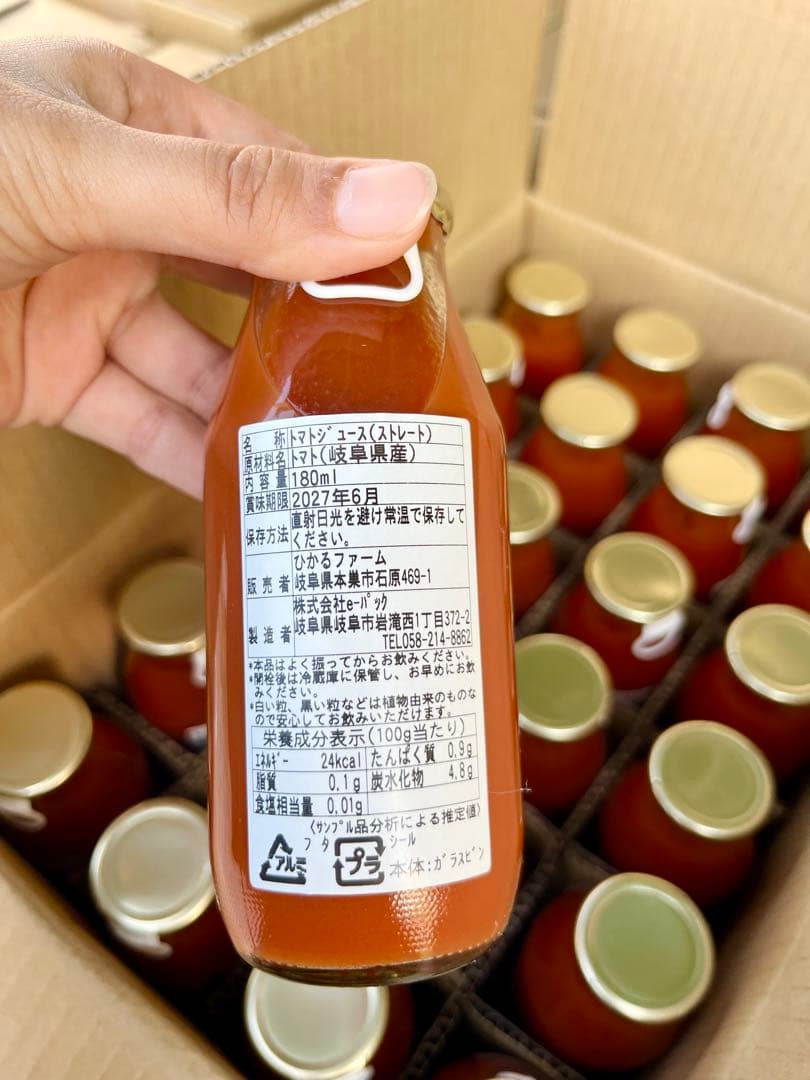 名称 トマトジュース(ストレート)
原材料名 トマト(岐阜県産)
内容量 180ml
賞味期限 2027年6月
保存方法 直射日光を避け常温で保存して
ください。
販売者 ひかるファーム
岐阜県本巣市石原469-1
製造者 株式会社e-パック
岐阜県岐阜市岩滝西1丁目372-2
TEL058-214-8862
*本品はよく振ってからお飲みください。
*開栓後は冷蔵庫に保管し、お早めにお
飲みください。
*白い粒、黒い粒などは植物由来のものな
ので安心してお飲みいただけます。
栄養成分表示(100g当たり)
エネルギー 24kcal たんぱく質 0.9g
脂質 0.1g 炭水化物 4.8g
食塩相当量 0.01g
(サンプル品分析による推定値)
フタ シール
アルミ プラ 本体:ガラスビン